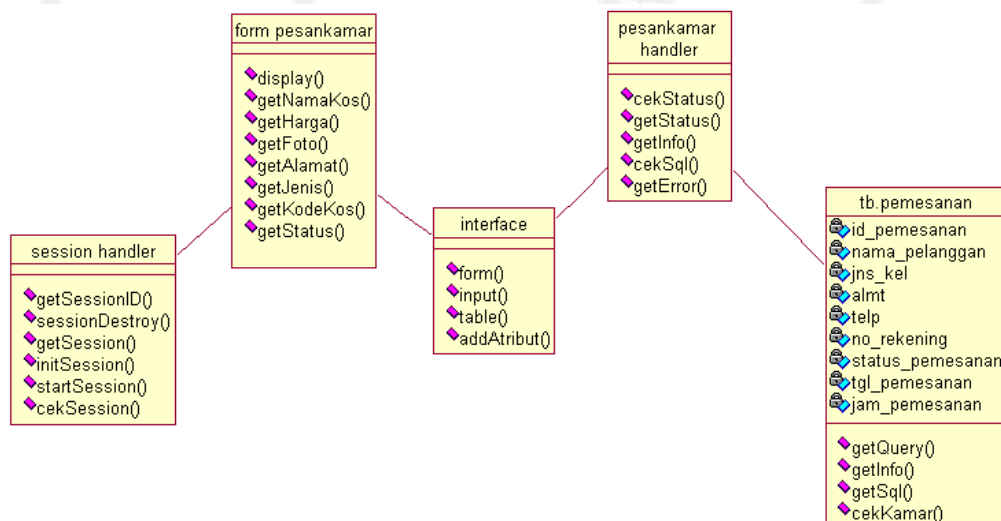 form pesankamar
display()
getNamaKos()
getHarga()
getFoto()
getAlamat()
getJenis()
getKodeKos()
getStatus()
pesankamar
handler
cekStatus()
getStatus()
getInfo()
cekSql()
getError()
session handler
getSessionID()
sessionDestroy()
getSession()
initSession()
startSession()
cekSession()
interface
form()
input()
table()
addAtribut()
tb.pemesanan
id_pemesanan
nama_pelanggan
jns_kel
almt
telp
no_rekening
status_pemesanan
tgl_pemesanan
jam_pemesanan
getQuery()
getInfo()
getSql()
cekKamar()